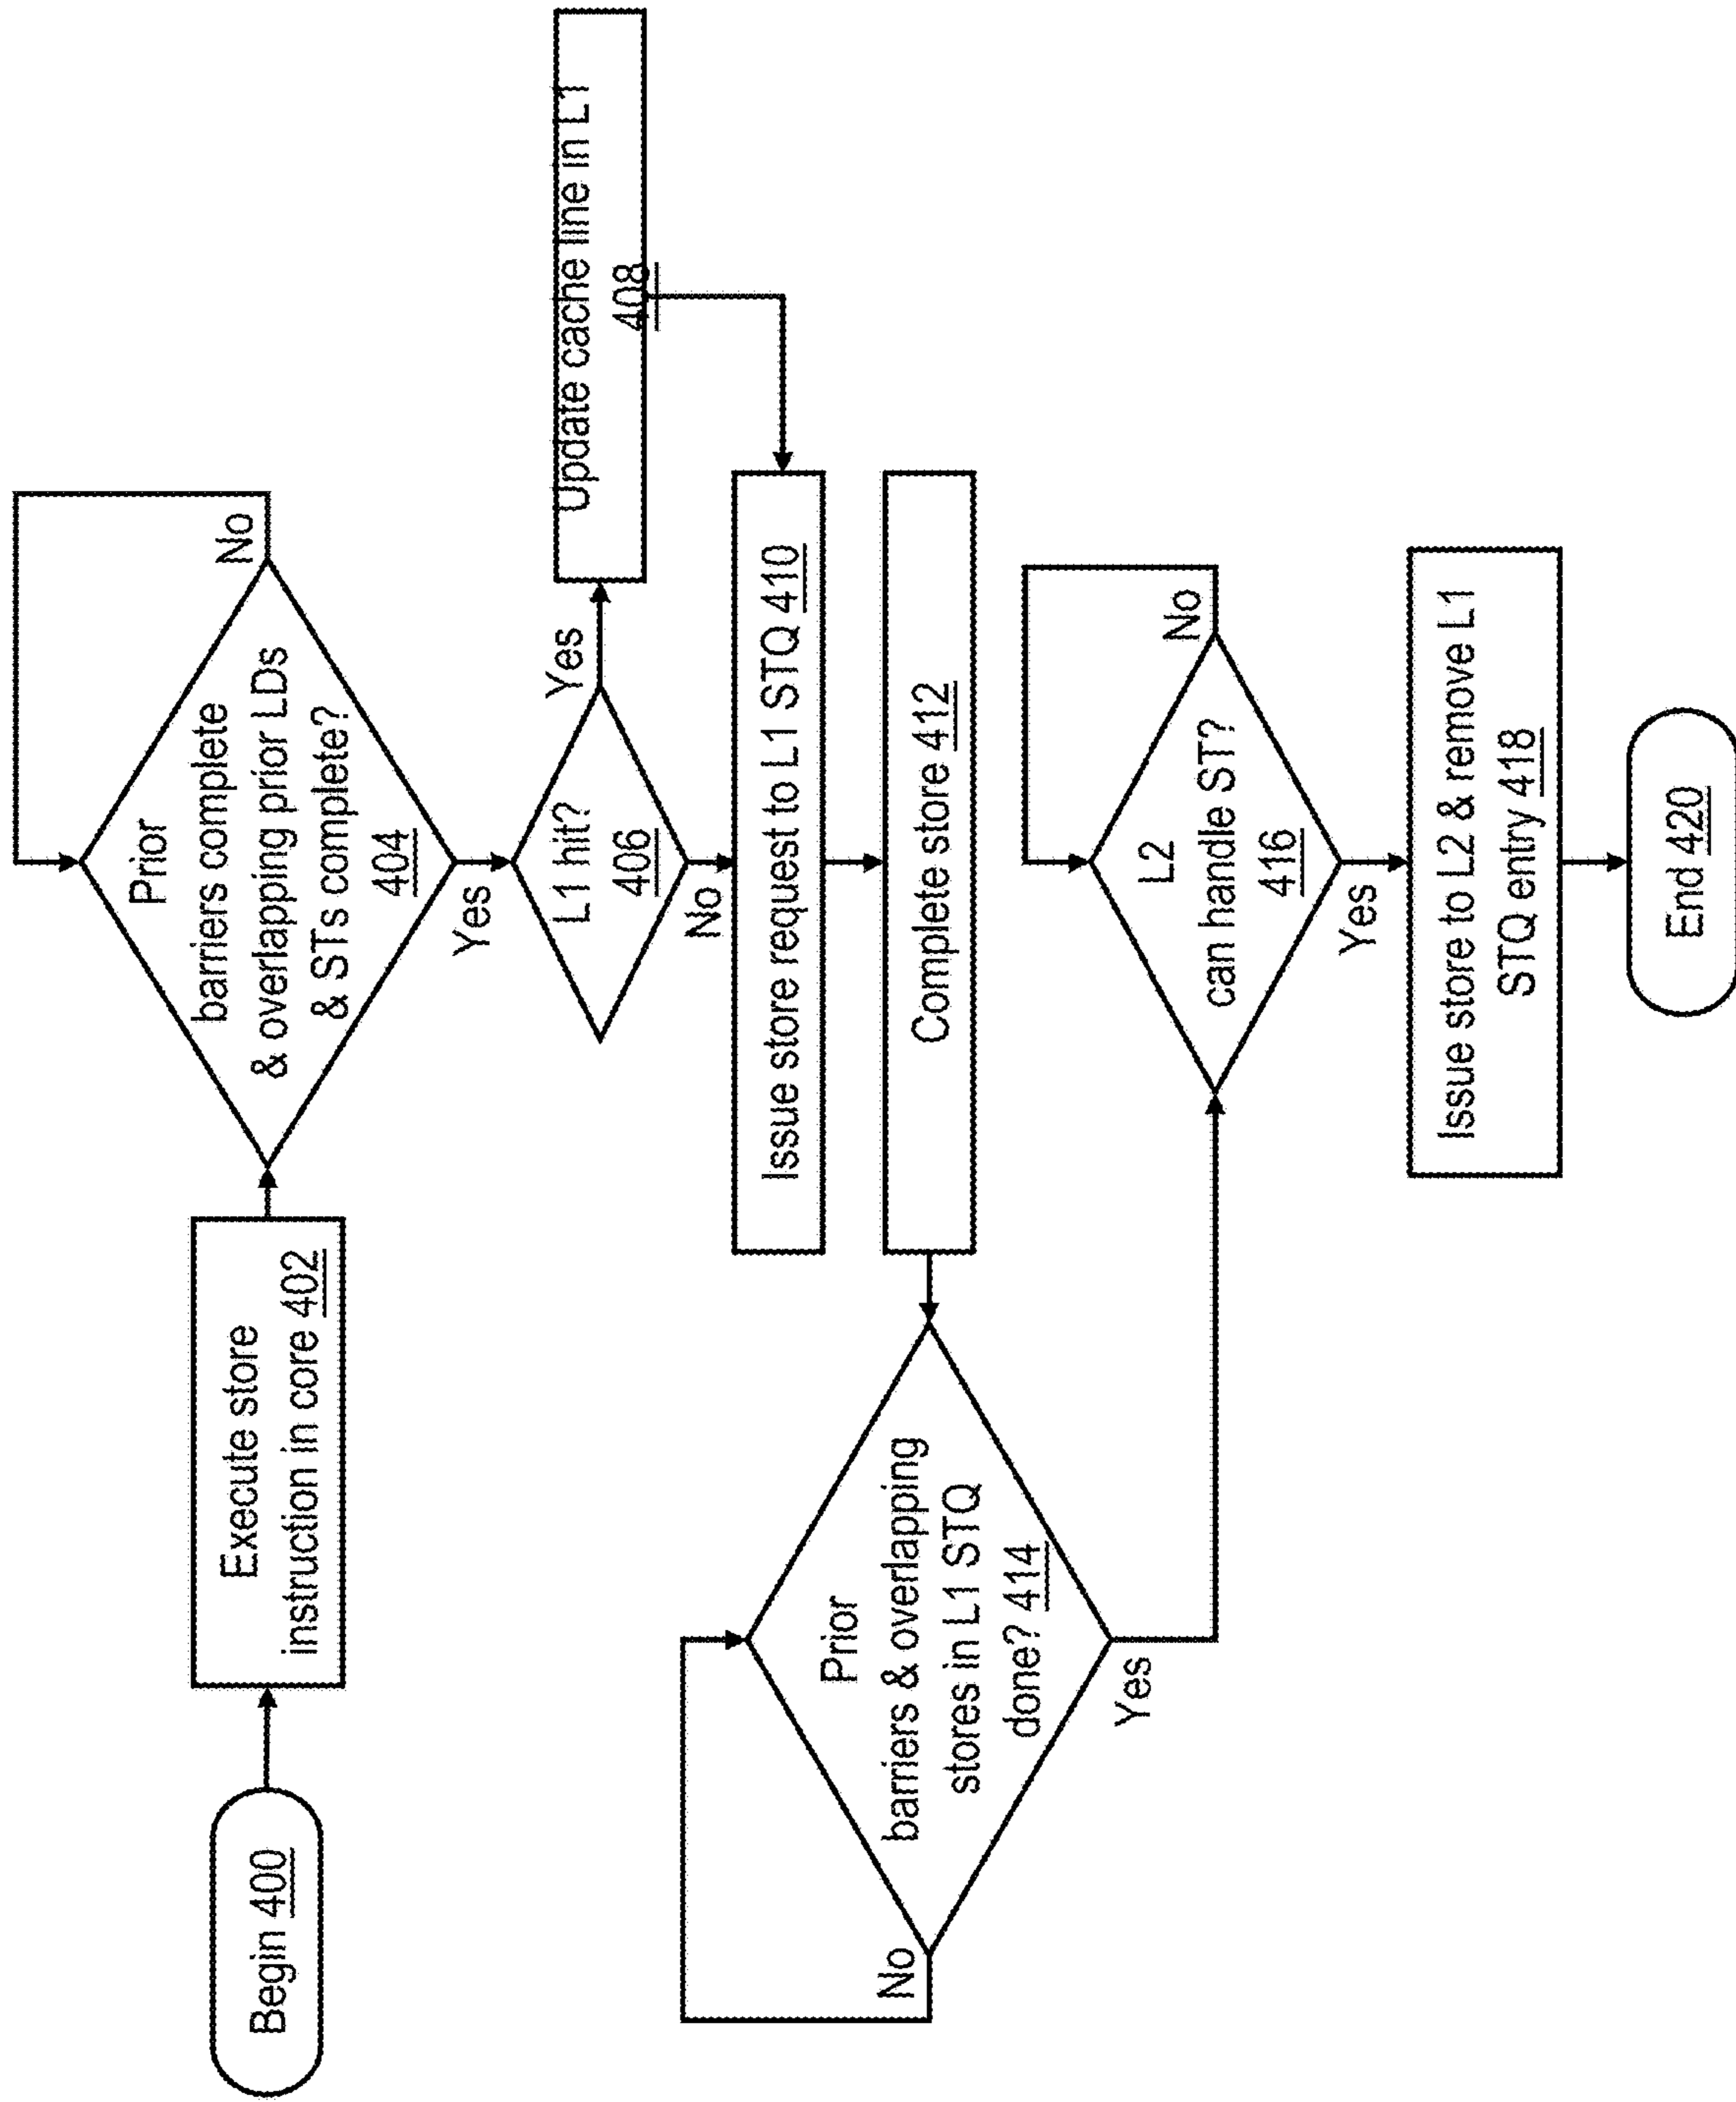 Begin 400
Execute store
instruction in core 402
Prior
barriers complete
& overlapping prior LDs
& STs complete?
404
No
Yes
L1 hit?
406
Yes
No
Update cache line in L1
408
Issue store request to L1 STQ 410
Complete store 412
Prior
barriers & overlapping
stores in L1 STQ
done? 414
No
Yes
L2
can handle ST?
416
No
Yes
Issue store to L2 & remove L1
STQ entry 418
End 420